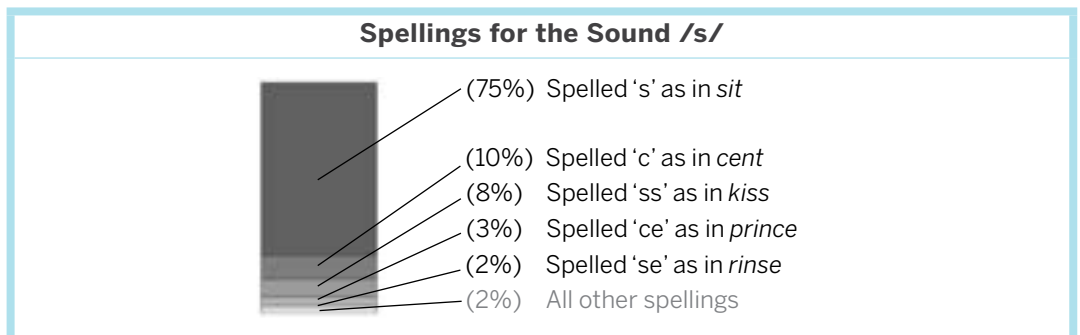 Spellings for the Sound /s/
(75%) Spelled ‘s’ as in sit
(10%) Spelled ‘c’ as in cent
(8%) Spelled ‘ss’ as in kiss
(3%) Spelled ‘ce’ as in prince
(2%) Spelled ‘se’ as in rinse
(2%) All other spellings